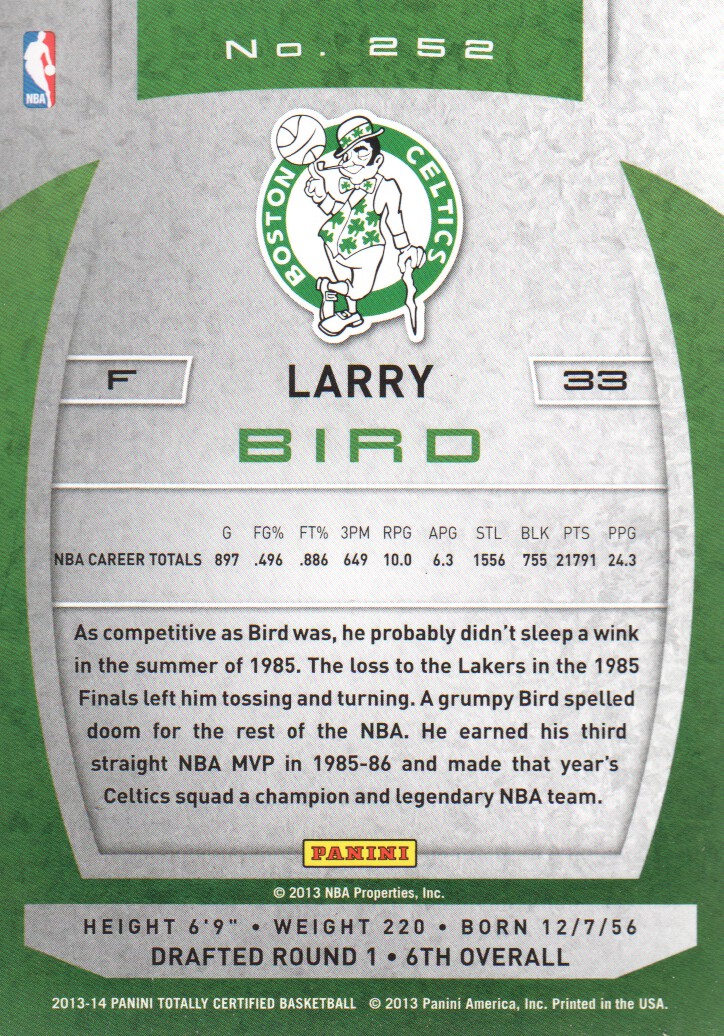 No. 252
NBA
BOSTON CELTICS
F
LARRY
33
BIRD
G FG% FT% 3PM RPG APG STL BLK PTS PPG
NBA CAREER TOTALS 897 .496 .886 649 10.0 6.3 1556 755 21791 24.3
As competitive as Bird was, he probably didn't sleep a wink
in the summer of 1985. The loss to the Lakers in the 1985
Finals left him tossing and turning. A grumpy Bird spelled
doom for the rest of the NBA. He earned his third
straight NBA MVP in 1985-86 and made that year's
Celtics squad a champion and legendary NBA team.
PANINI
© 2013 NBA Properties, Inc.
HEIGHT 6'9" • WEIGHT 220 • BORN 12/7/56
DRAFTED ROUND 1 • 6TH OVERALL
2013-14 PANINI TOTALLY CERTIFIED BASKETBALL © 2013 Panini America, Inc. Printed in the USA.